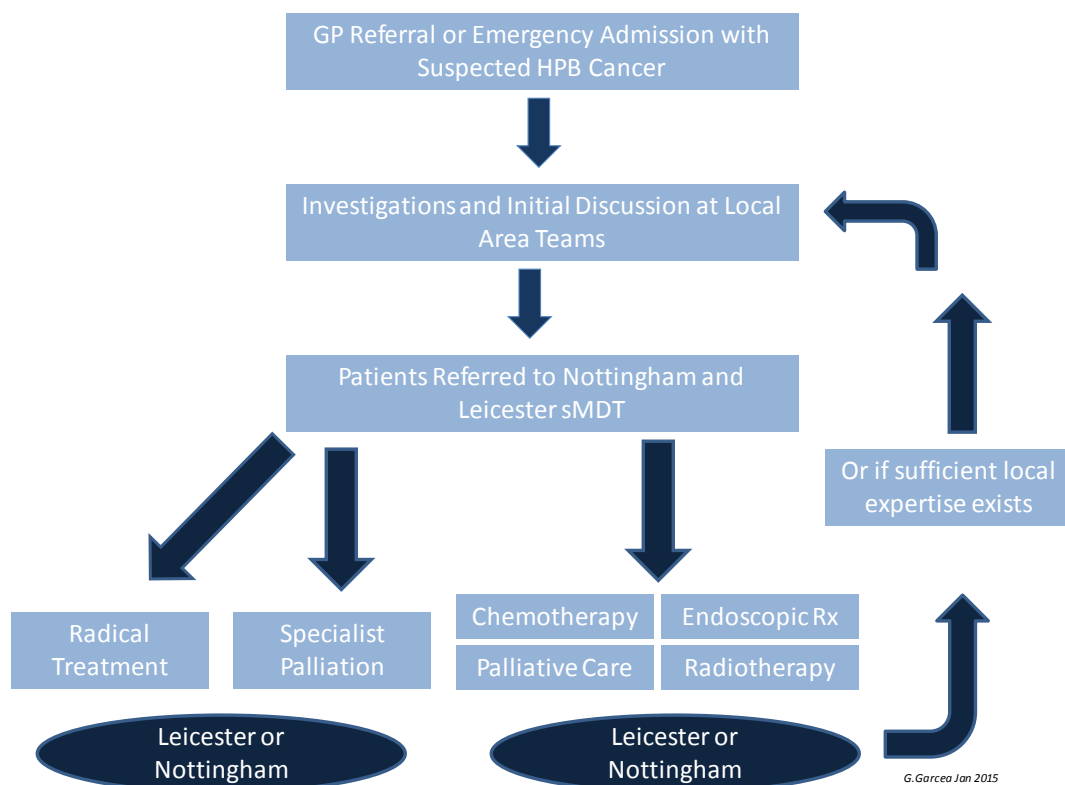 GP Referral or Emergency Admission with
Suspected HPB Cancer
Investigations and Initial Discussion at Local
Area Teams
Patients Referred to Nottingham and
Leicester sMDT
Or if sufficient local
expertise exists
Radical
Treatment
Specialist
Palliation
Chemotherapy
Endoscopic Rx
Palliative Care
Radiotherapy
Leicester or
Nottingham
Leicester or
Nottingham
G.Garcea Jan 2015